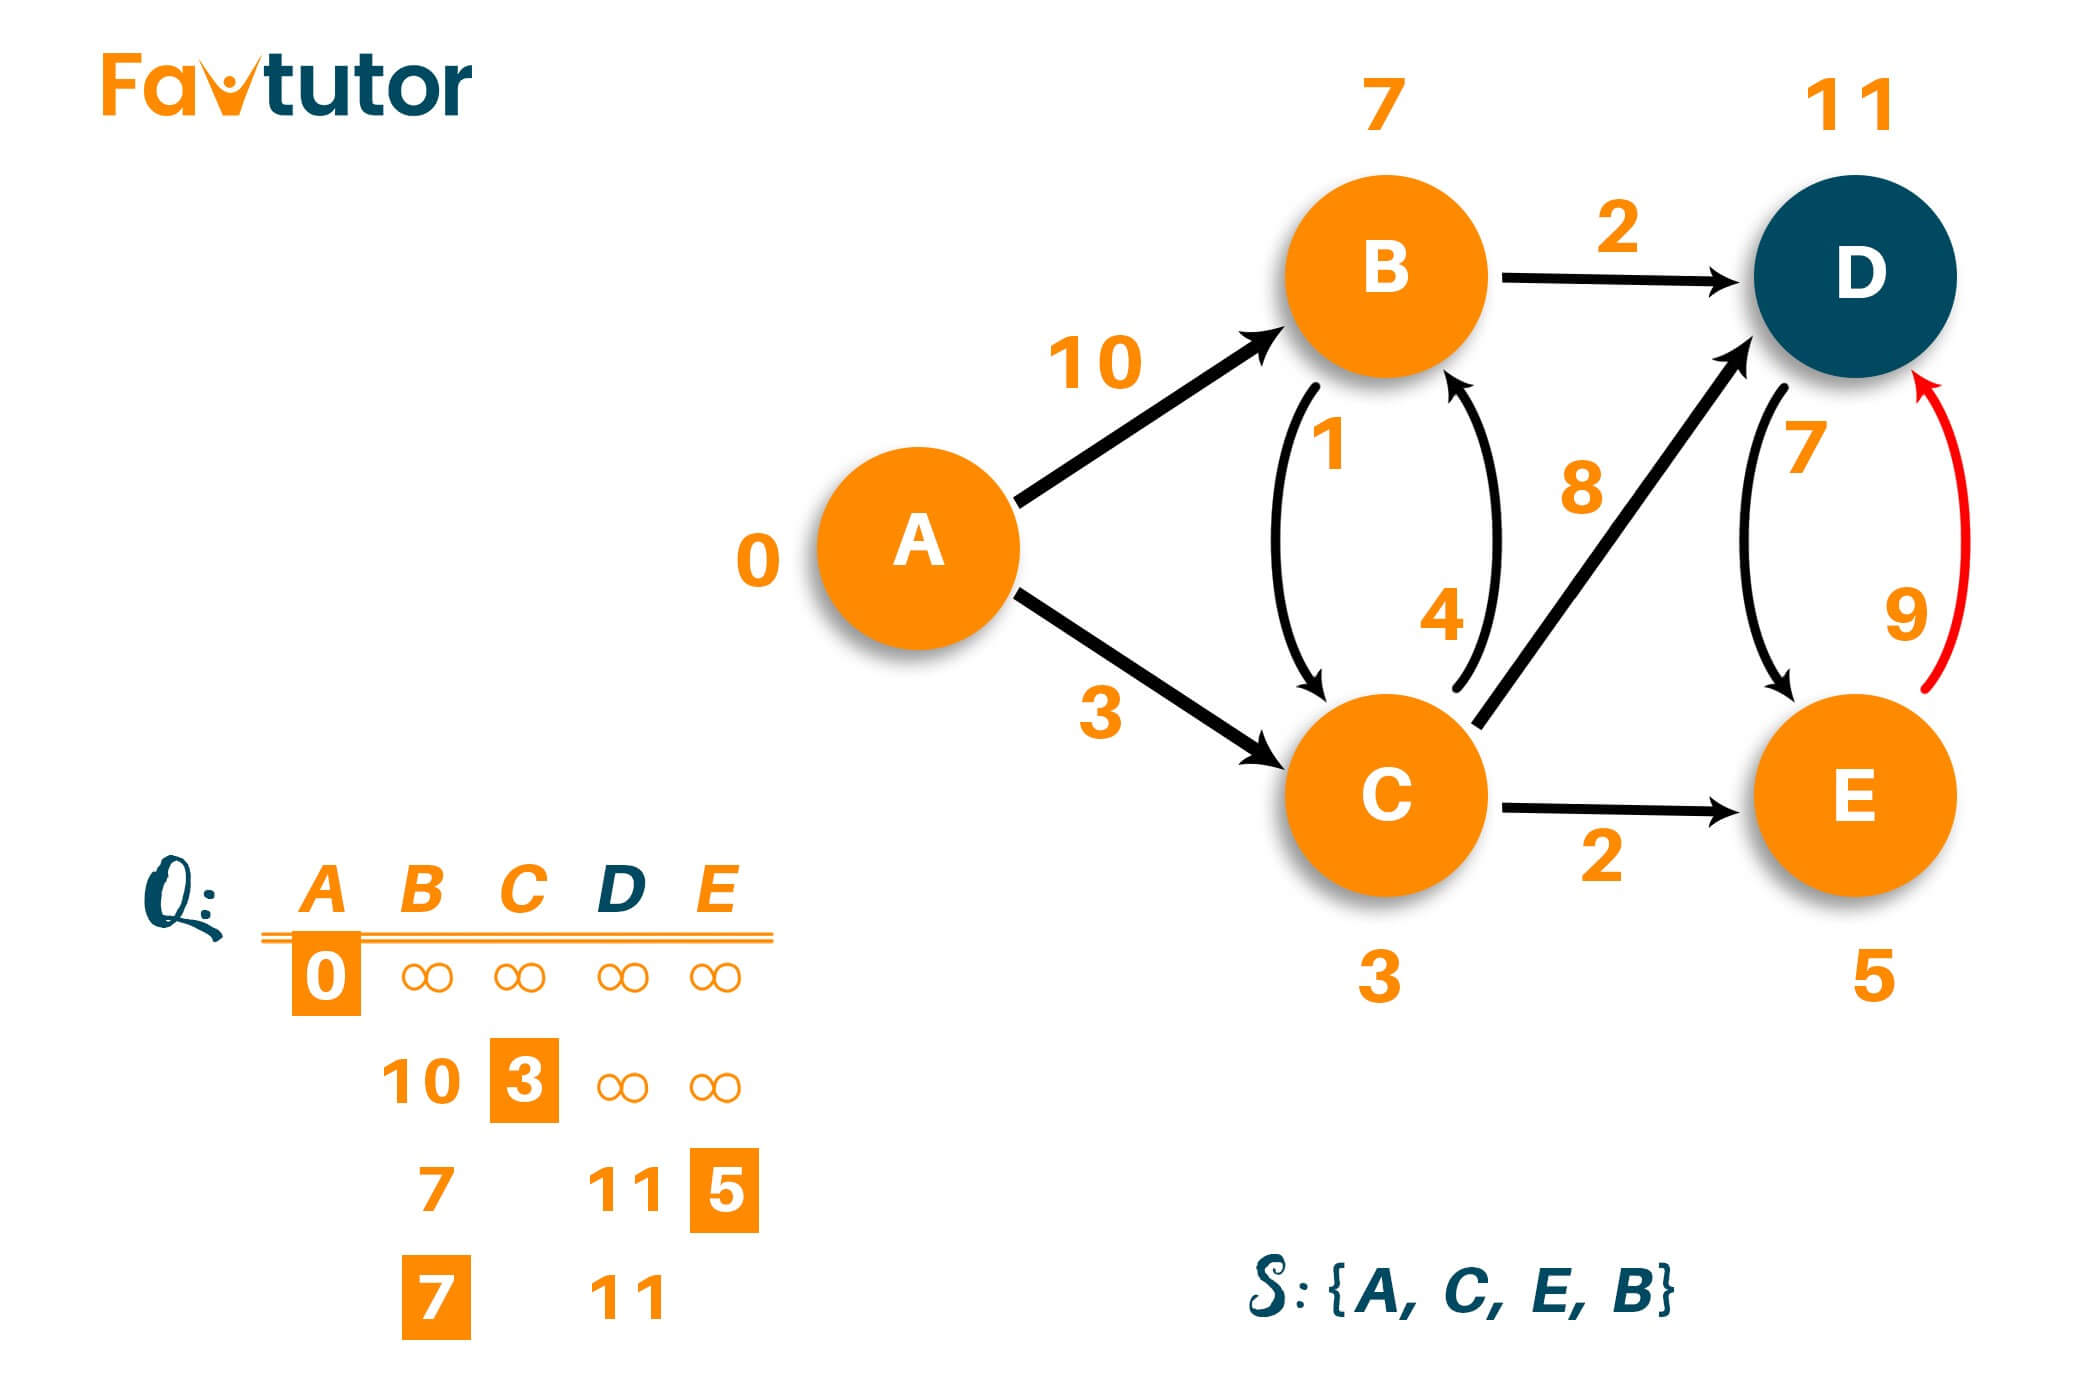 Favtutor
7 11
2
B D
10
1 7
8
A
0
4 9
3
C E
2
3 5
Q: A B C D E
0 ∞ ∞ ∞ ∞
10 3 ∞ ∞
7 11 5
7 11
S: {A, C, E, B}